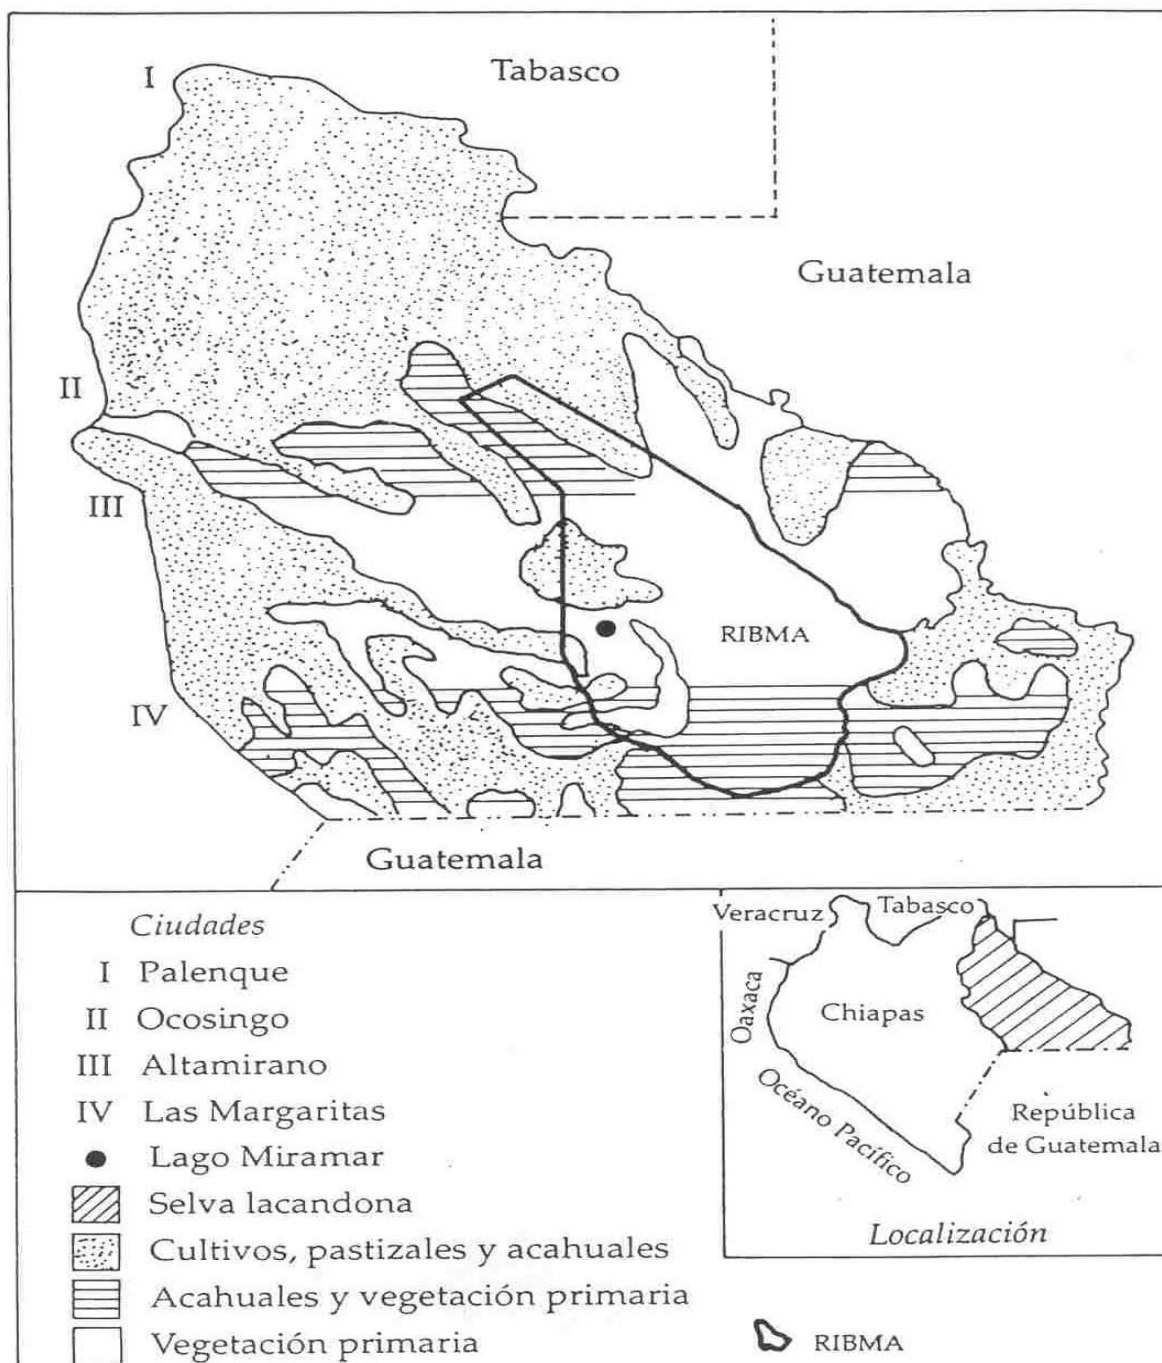 I
Tabasco
Guatemala
II
III
RIBMA
IV
Guatemala
Ciudades
I Palenque
II Ocosingo
III Altamirano
IV Las Margaritas
Lago Miramar
Selva lacandona
Cultivos, pastizales y acahuales
Acahuales y vegetación primaria
Vegetación primaria
Veracruz
Tabasco
Oaxaca
Chiapas
Océano Pacífico
República
de Guatemala
Localización
RIBMA